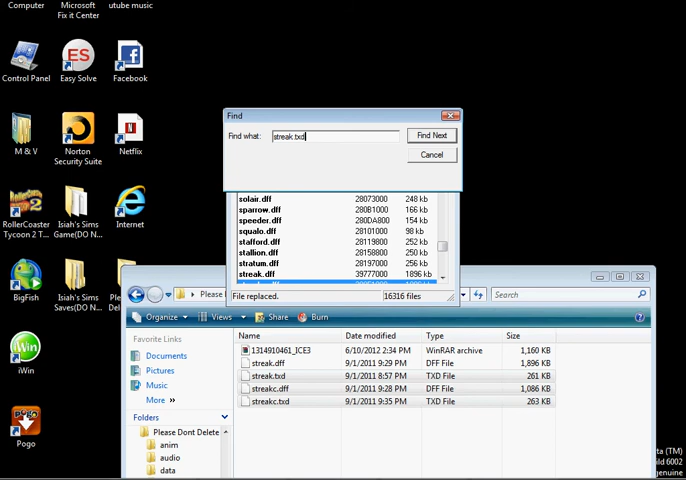 Computer
Microsoft
Fix it Center
utube music
Control Panel
Easy Solve
Facebook
M & V
Norton
Security Suite
Netflix
RollerCoaster
Tycoon 2 T...
Isiah's Sims
Game(DO N...
Internet
BigFish
Isiah's Sims
Saves(DO N...
iWin
Pogo
Find
Find what:
streak.txd
Find Next
Cancel
solair.dff 28073000 248 kb
sparrow.dff 280B1000 166 kb
speeder.dff 280DA800 154 kb
squalo.dff 28101000 98 kb
stafford.dff 28119800 252 kb
stallion.dff 28158800 250 kb
stratum.dff 28197000 256 kb
streak.dff 39777000 1896 kb
File replaced. 16316 files
Please
Search
Organize Views Share Burn
Favorite Links
Documents
Pictures
Music
More
Folders
Please Dont Delete
anim
audio
data
Name Date modified Type Size
1314910461_ICE3 6/10/2012 2:34 PM WinRAR archive 1,160 KB
streak.dff 9/1/2011 9:29 PM DFF File 1,896 KB
streak.txd 9/1/2011 8:57 PM TXD File 261 KB
streakc.dff 9/1/2011 9:28 PM DFF File 1,086 KB
streakc.txd 9/1/2011 9:35 PM TXD File 263 KB
ta (TM)
ild 6002
genuine